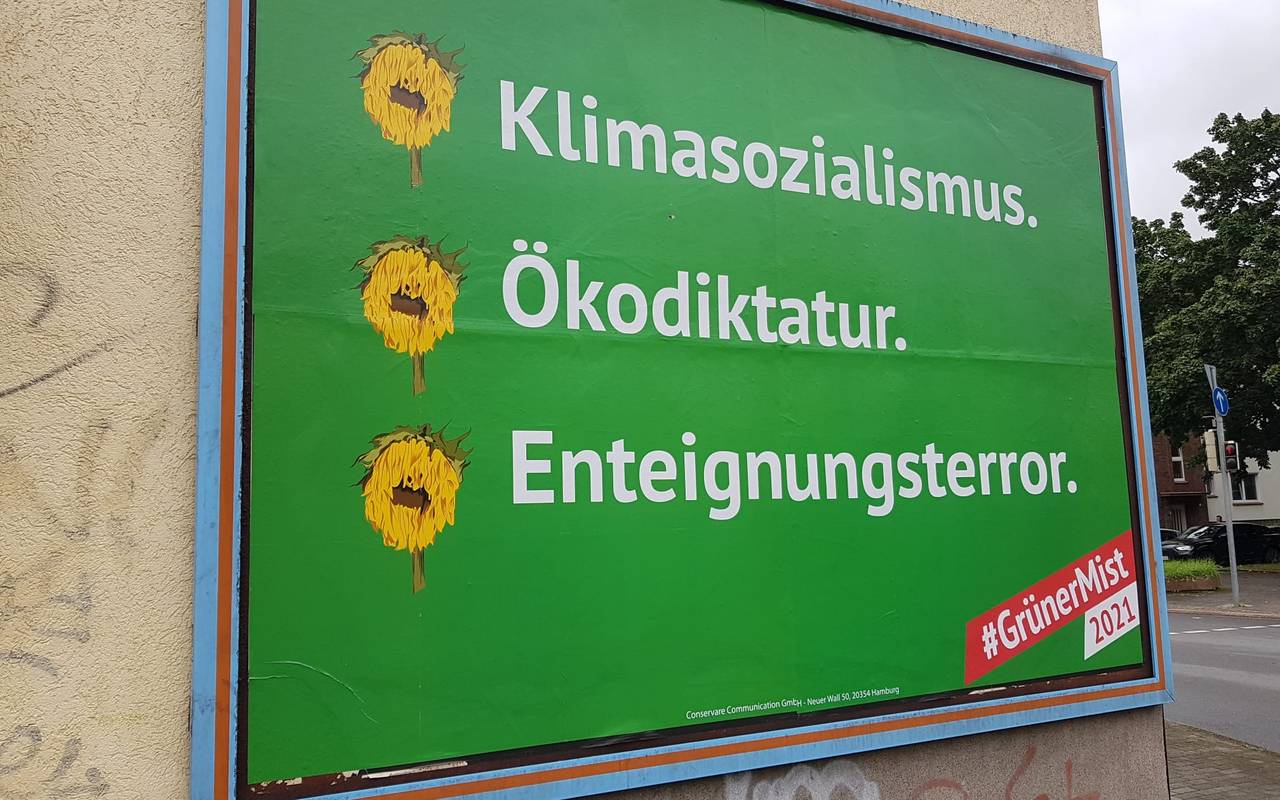 Klimasozialismus.
Ökodiktatur.
Enteignungsterror.
#GrünerMist
2021
Conservare Communication GmbH - Neuer Wall 50, 20354 Hamburg